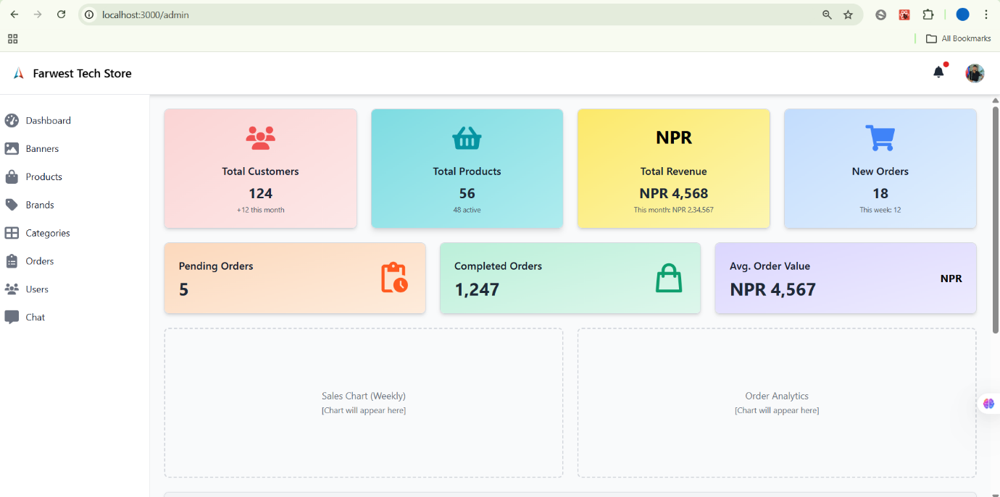 localhost:3000/admin
All Bookmarks
Farwest Tech Store
Dashboard
Banners
Products
Brands
Categories
Orders
Users
Chat
Total Customers
124
+12 this month
Total Products
56
48 active
NPR
Total Revenue
NPR 4,568
This month: NPR 2,34,567
New Orders
18
This week: 12
Pending Orders
5
Completed Orders
1,247
Avg. Order Value
NPR 4,567
NPR
Sales Chart (Weekly)
[Chart will appear here]
Order Analytics
[Chart will appear here]